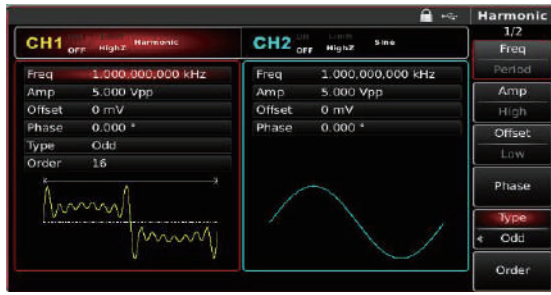 Harmonic
1/2
CH1 OFF HighZ Harmonic
CH2 OFF HighZ Sine
Freq 1.000,000,000 kHz
Amp 5.000 Vpp
Offset 0 mV
Phase 0.000 °
Type Odd
Order 16
Freq 1.000,000,000 kHz
Amp 5.000 Vpp
Offset 0 mV
Phase 0.000 °
Freq
Period
Amp
High
Offset
Low
Phase
Type
Odd
Order